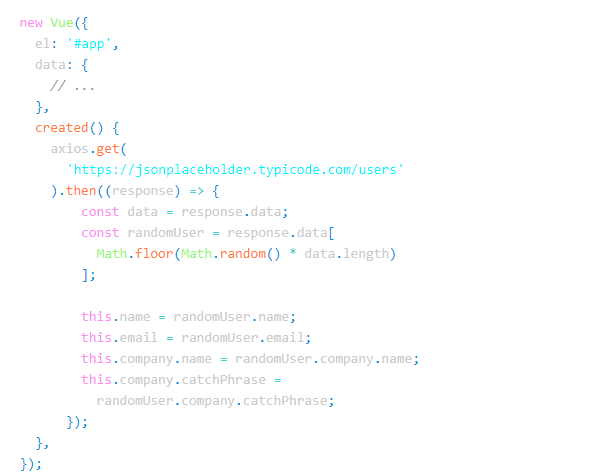 new Vue({
  el: '#app',
  data: {
    // ...
  },
  created() {
    axios.get(
      'https://jsonplaceholder.typicode.com/users'
    ).then((response) => {
        const data = response.data;
        const randomUser = response.data[
          Math.floor(Math.random() * data.length)
        ];

        this.name = randomUser.name;
        this.email = randomUser.email;
        this.company.name = randomUser.company.name;
        this.company.catchPhrase =
          randomUser.company.catchPhrase;
      });
  },
});